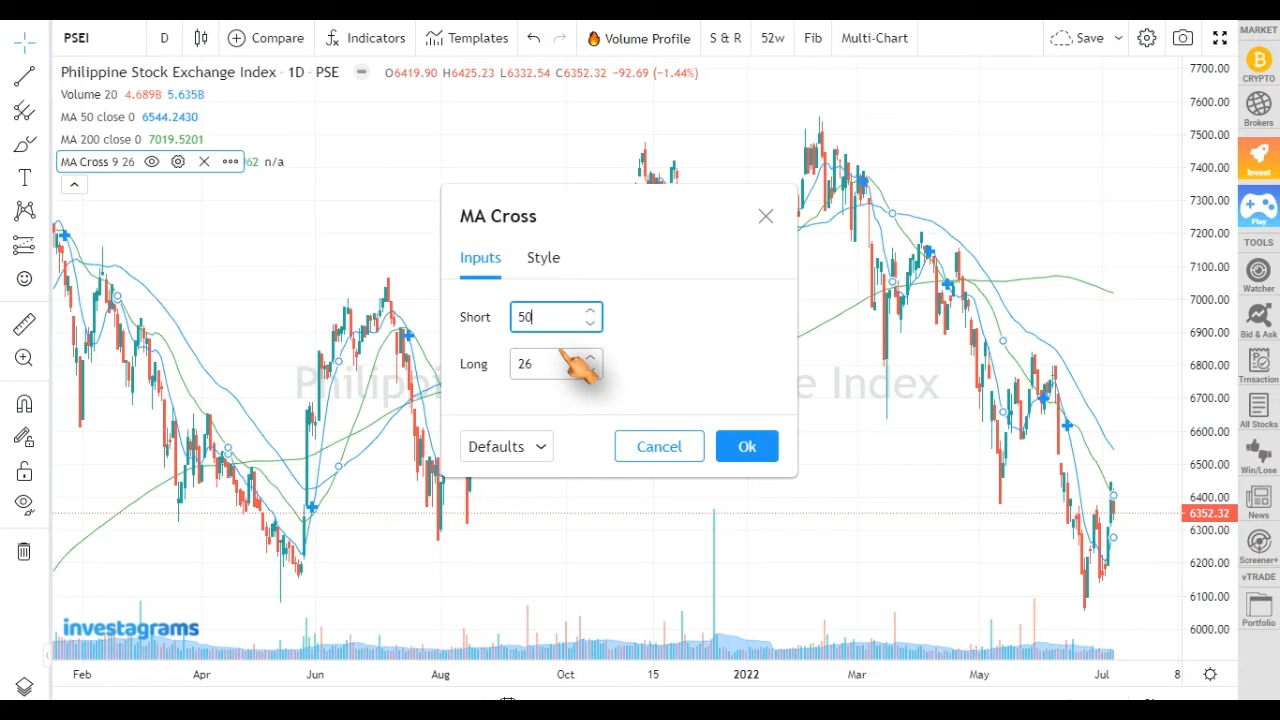 PSEI D Compare Indicators Templates Volume Profile S & R 52w Fib Multi-Chart Save
MARKET
Philippine Stock Exchange Index · 1D · PSE O6419.90 H6425.23 L6332.54 C6352.32 −92.69 (−1.44%)
Volume 20 4.689B 5.635B
MA 50 close 0 6544.2430
MA 200 close 0 7019.5201
MA Cross 9 26 62 n/a
MA Cross
Inputs Style
Short 50
Long 26
Defaults Cancel Ok
7700.00
7600.00
7500.00
7400.00
7300.00
7200.00
7100.00
7000.00
6900.00
6800.00
6700.00
6600.00
6500.00
6400.00
6352.32
6300.00
6200.00
6100.00
6000.00
CRYPTO
Brokers
Invest
Play
TOOLS
Watcher
Bid & Ask
Trnsaction
All Stocks
Win/Lose
News
Screener+
vTRADE
Portfolio
investagrams
Feb Apr Jun Aug Oct 15 2022 Mar May Jul 8